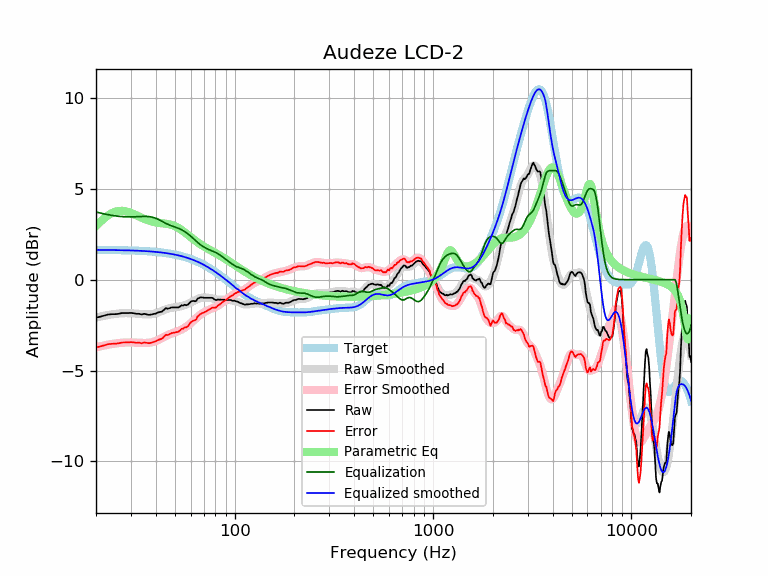 Audeze LCD-2
Amplitude (dBr)
10
5
0
−5
−10
Target
Raw Smoothed
Error Smoothed
Raw
Error
Parametric Eq
Equalization
Equalized smoothed
100
1000
10000
Frequency (Hz)